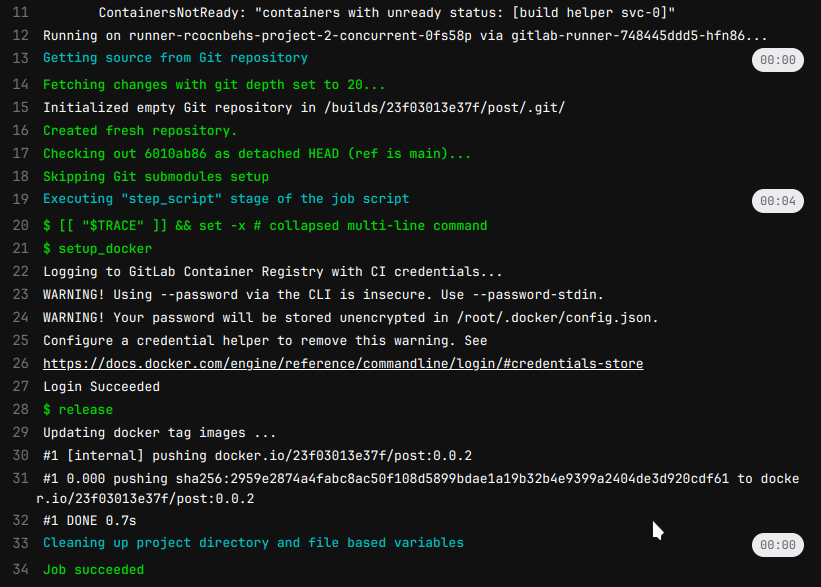 11 ContainersNotReady: "containers with unready status: [build helper svc-0]"
12 Running on runner-rcocnbehs-project-2-concurrent-0fs58p via gitlab-runner-748445ddd5-hfn86...
13 Getting source from Git repository 00:00
14 Fetching changes with git depth set to 20...
15 Initialized empty Git repository in /builds/23f03013e37f/post/.git/
16 Created fresh repository.
17 Checking out 6010ab86 as detached HEAD (ref is main)...
18 Skipping Git submodules setup
19 Executing "step_script" stage of the job script 00:04
20 $ [[ "$TRACE" ]] && set -x # collapsed multi-line command
21 $ setup_docker
22 Logging to GitLab Container Registry with CI credentials...
23 WARNING! Using --password via the CLI is insecure. Use --password-stdin.
24 WARNING! Your password will be stored unencrypted in /root/.docker/config.json.
25 Configure a credential helper to remove this warning. See
26 https://docs.docker.com/engine/reference/commandline/login/#credentials-store
27 Login Succeeded
28 $ release
29 Updating docker tag images ...
30 #1 [internal] pushing docker.io/23f03013e37f/post:0.0.2
31 #1 0.000 pushing sha256:2959e2874a4fabc8ac50f108d5899bdae1a19b32b4e9399a2404de3d920cdf61 to docke
r.io/23f03013e37f/post:0.0.2
32 #1 DONE 0.7s
33 Cleaning up project directory and file based variables 00:00
34 Job succeeded